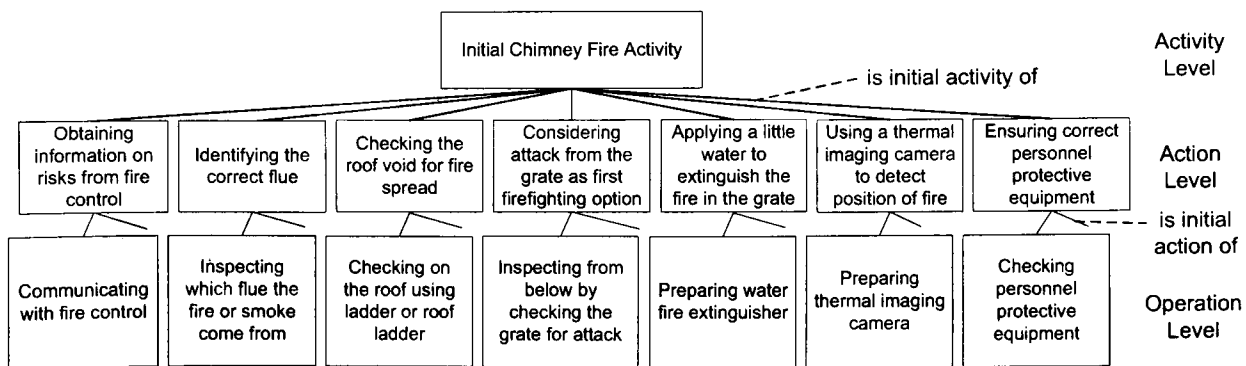 Initial Chimney Fire Activity
Activity
Level
is initial activity of
Obtaining
information on
risks from fire
control
Identifying the
correct flue
Checking the
roof void for fire
spread
Considering
attack from the
grate as first
firefighting option
Applying a little
water to
extinguish the
fire in the grate
Using a thermal
imaging camera
to detect
position of fire
Ensuring correct
personnel
protective
equipment
Action
Level
is initial
action of
Communicating
with fire control
Inspecting
which flue the
fire or smoke
come from
Checking on
the roof using
ladder or roof
ladder
Inspecting from
below by
checking the
grate for attack
Preparing water
fire extinguisher
Preparing
thermal imaging
camera
Checking
personnel
protective
equipment
Operation
Level